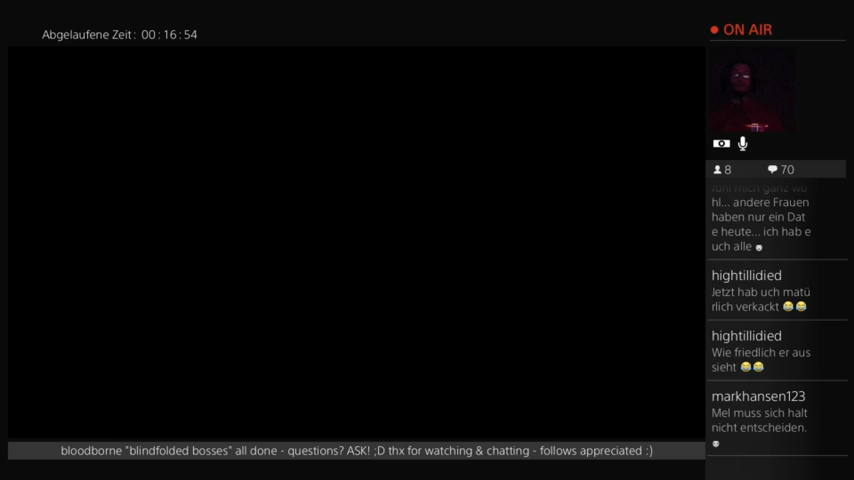 Abgelaufene Zeit: 00:16:54
ON AIR
8 70
fühl mich ganz wo
hl... andere Frauen
haben nur ein Dat
e heute... ich hab e
uch alle
hightillidied
Jetzt hab uch matü
rlich verkackt 😂😂
hightillidied
Wie friedlich er aus
sieht 😂😂
markhansen123
Mel muss sich halt
nicht entscheiden.
bloodborne "blindfolded bosses" all done - questions? ASK! ;D thx for watching & chatting - follows appreciated :)